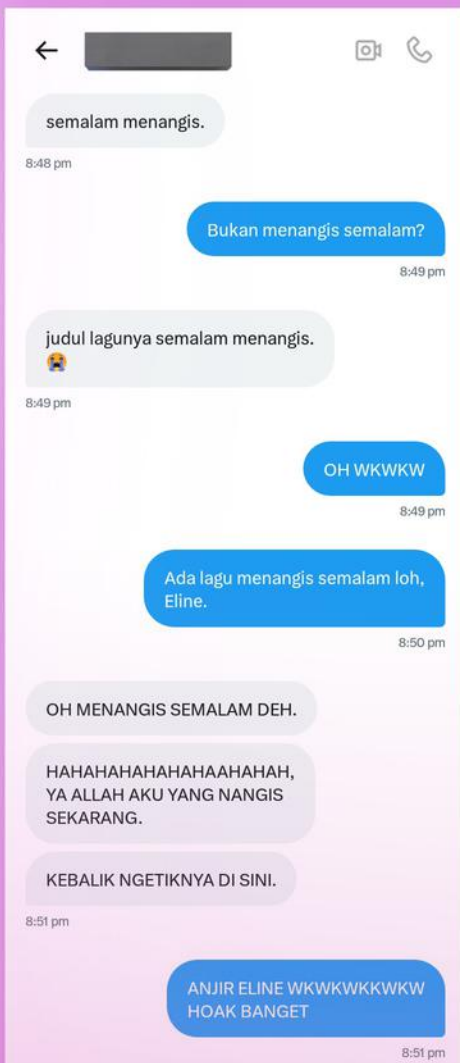 semalam menangis.
8:48 pm
Bukan menangis semalam?
8:49 pm
judul lagunya semalam menangis.
😭
8:49 pm
OH WKWKW
8:49 pm
Ada lagu menangis semalam loh,
Eline.
8:50 pm
OH MENANGIS SEMALAM DEH.
HAHAHAHAHAHAHAAHAHAH,
YA ALLAH AKU YANG NANGIS
SEKARANG.
KEBALIK NGETIKNYA DI SINI.
8:51 pm
ANJIR ELINE WKWKWKKWKW
HOAK BANGET
8:51 pm